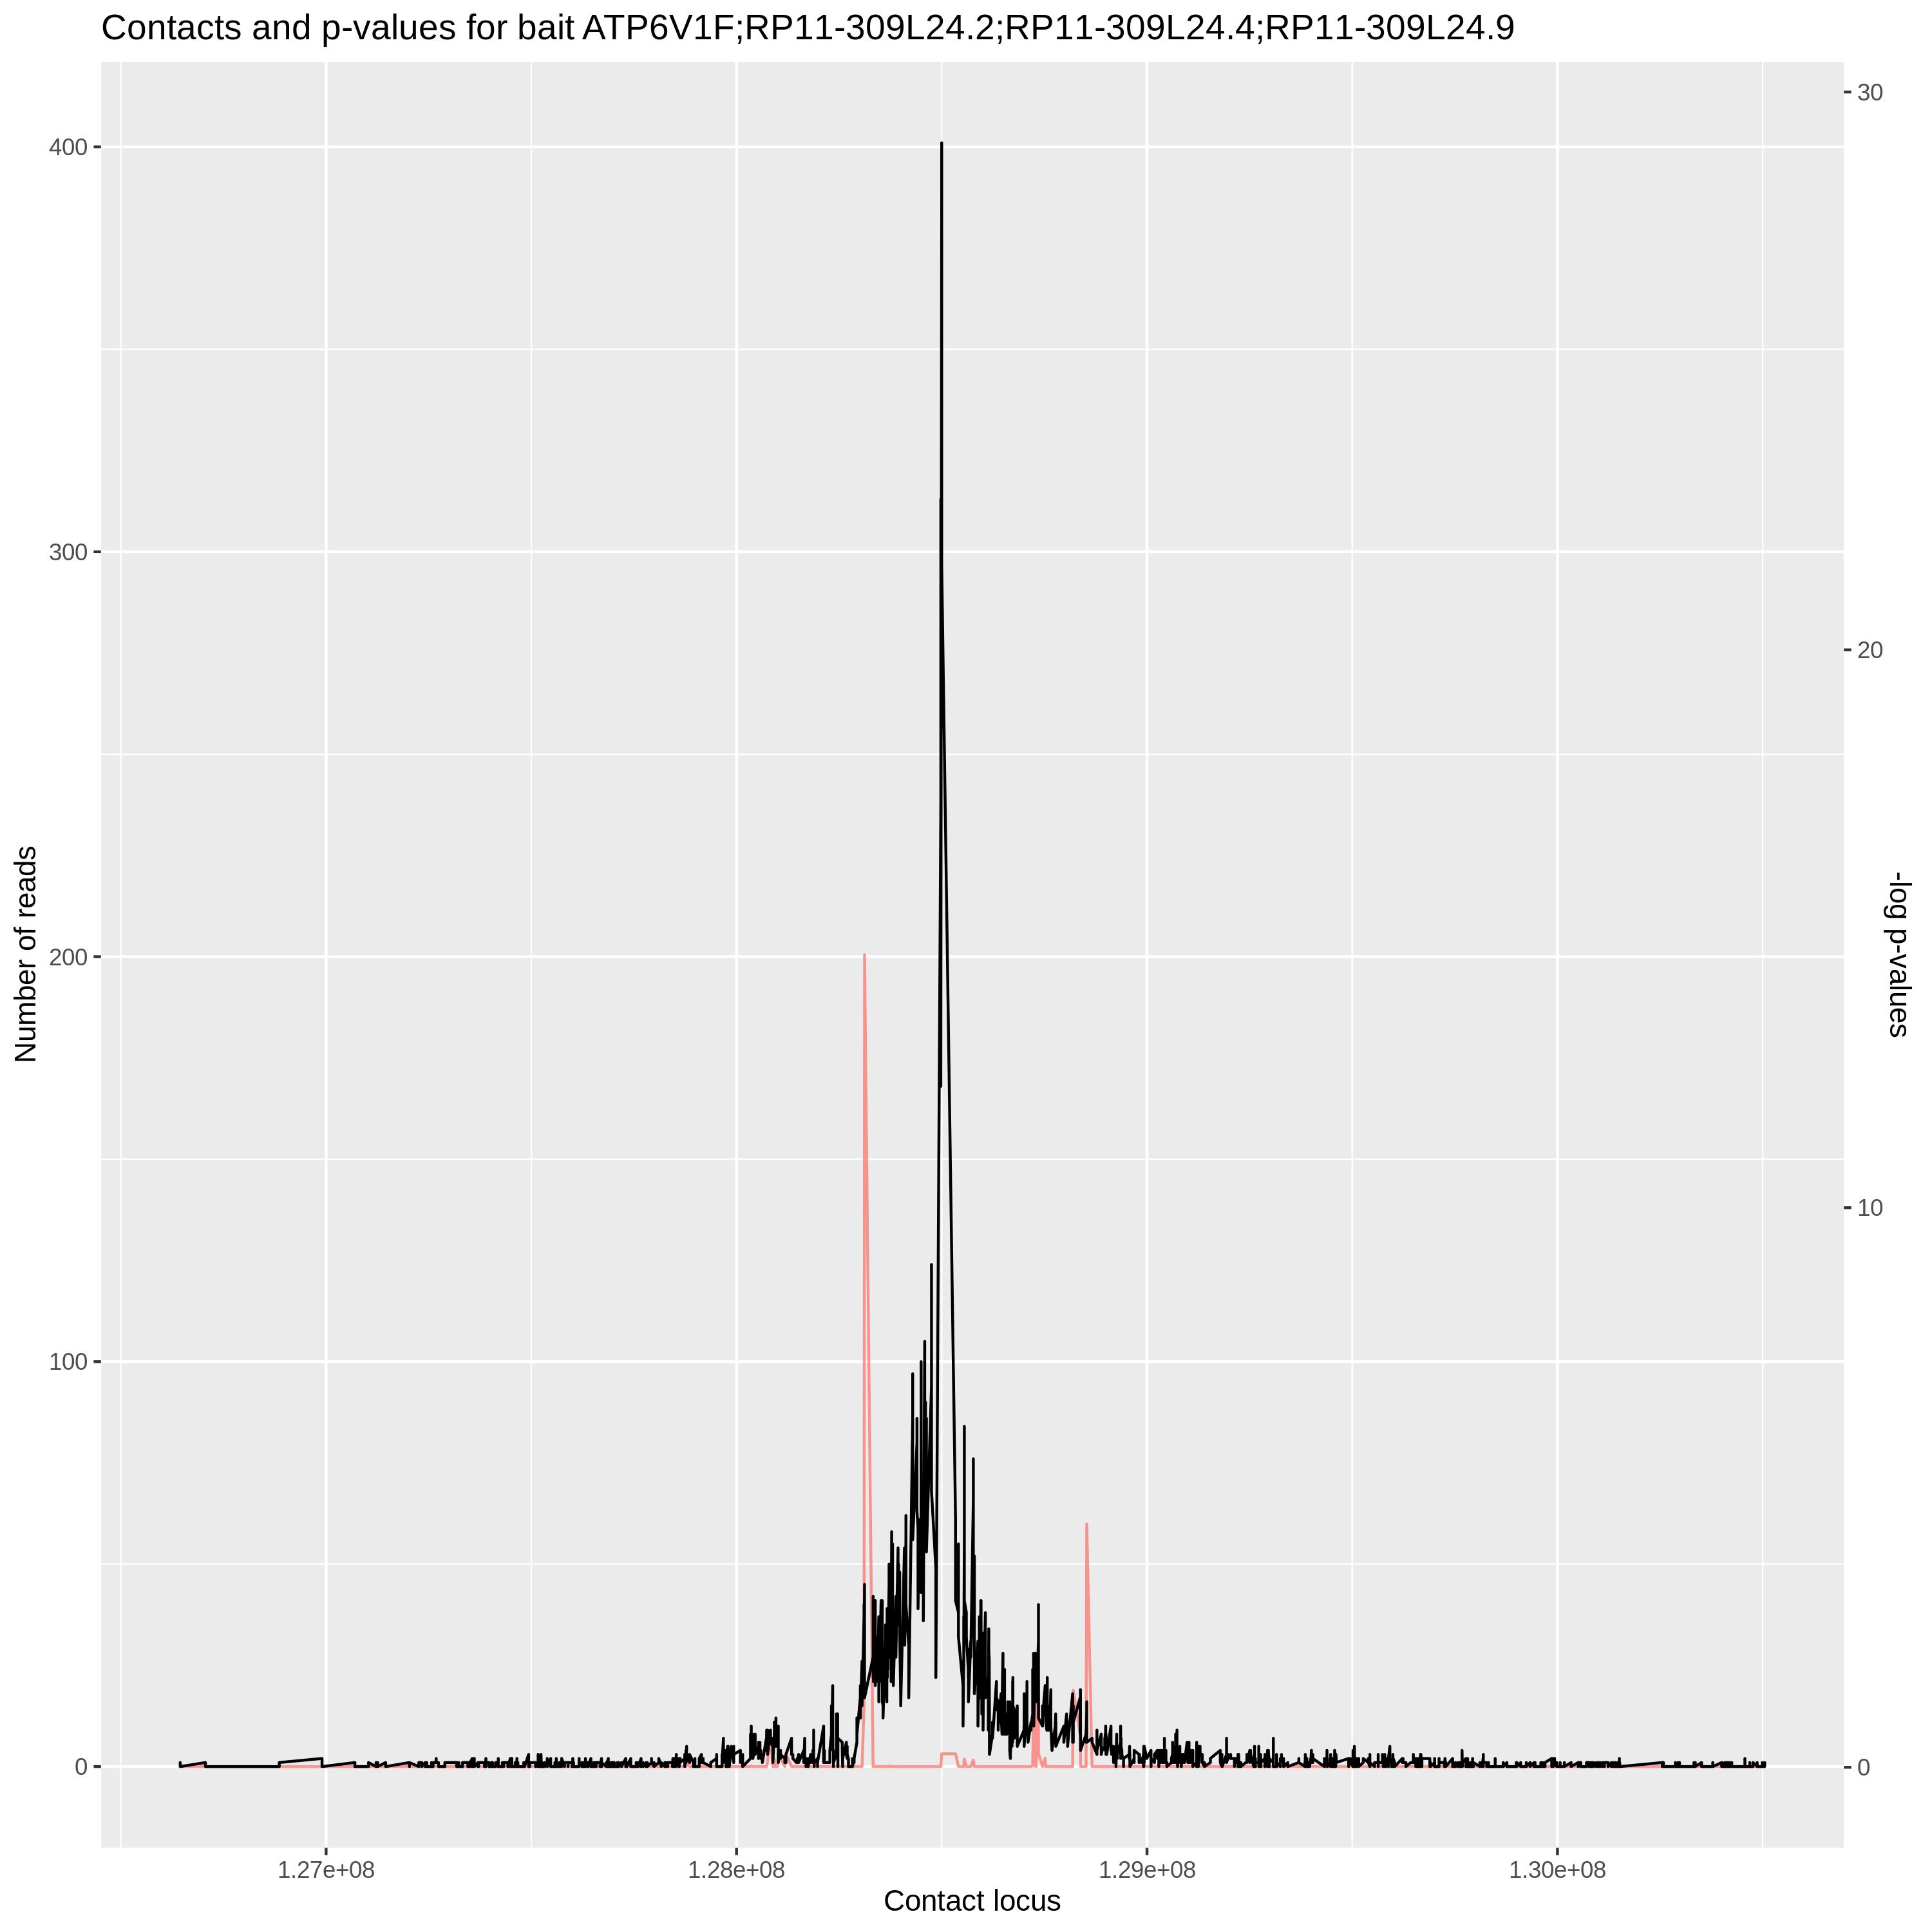 Contacts and p-values for bait ATP6V1F;RP11-309L24.2;RP11-309L24.4;RP11-309L24.9
400
300
200
100
0
Number of reads
30
20
10
0
-log p-values
1.27e+08
1.28e+08
1.29e+08
1.30e+08
Contact locus